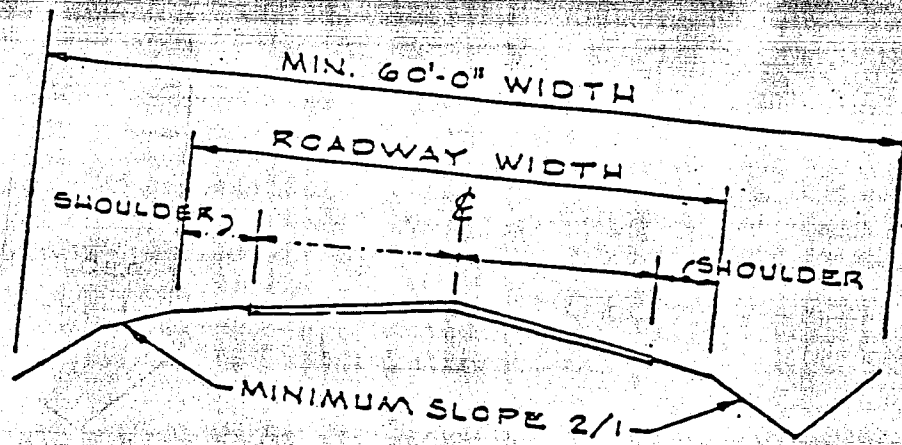 MIN. 60'-0" WIDTH
ROADWAY WIDTH
SHOULDER
℄
SHOULDER
MINIMUM SLOPE 2/1